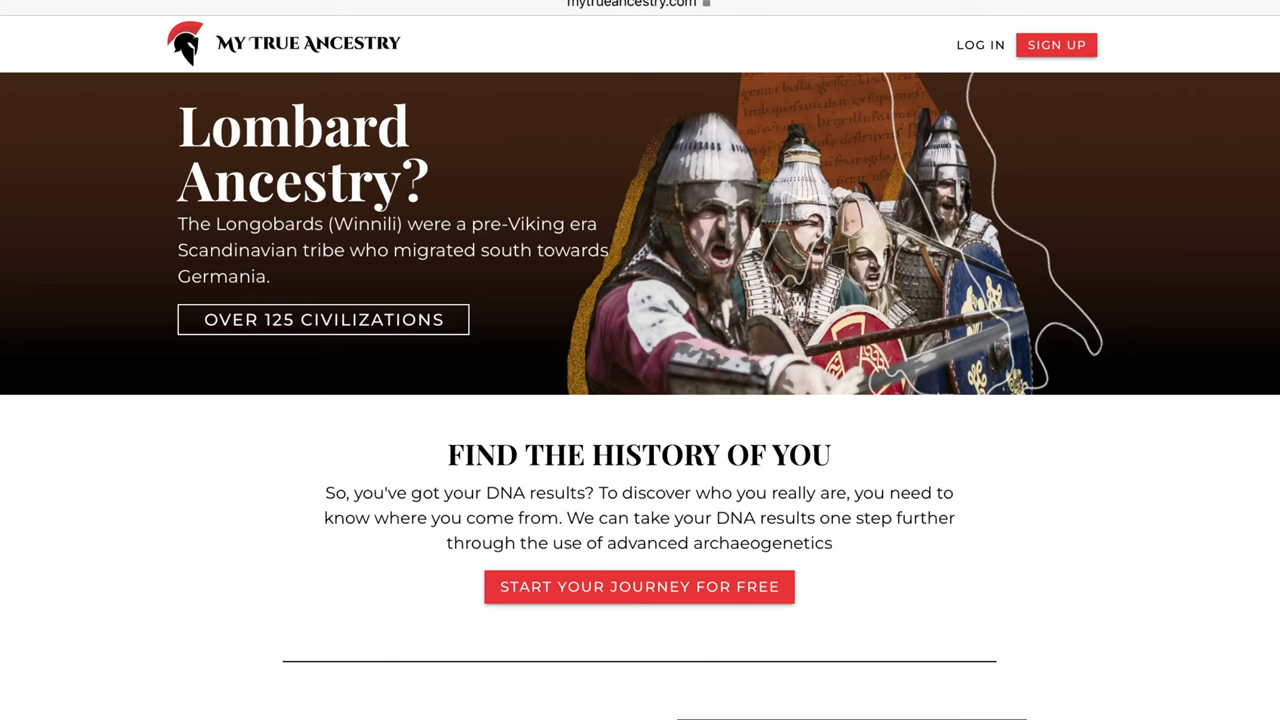 mytrueancestry.com
MY TRUE ANCESTRY
LOG IN
SIGN UP
Lombard
Ancestry?
The Longobards (Winnili) were a pre-Viking era
Scandinavian tribe who migrated south towards
Germania.
OVER 125 CIVILIZATIONS
FIND THE HISTORY OF YOU
So, you've got your DNA results? To discover who you really are, you need to
know where you come from. We can take your DNA results one step further
through the use of advanced archaeogenetics
START YOUR JOURNEY FOR FREE